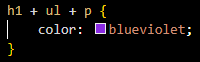 h1 + ul + p {
    color: blueviolet;
}